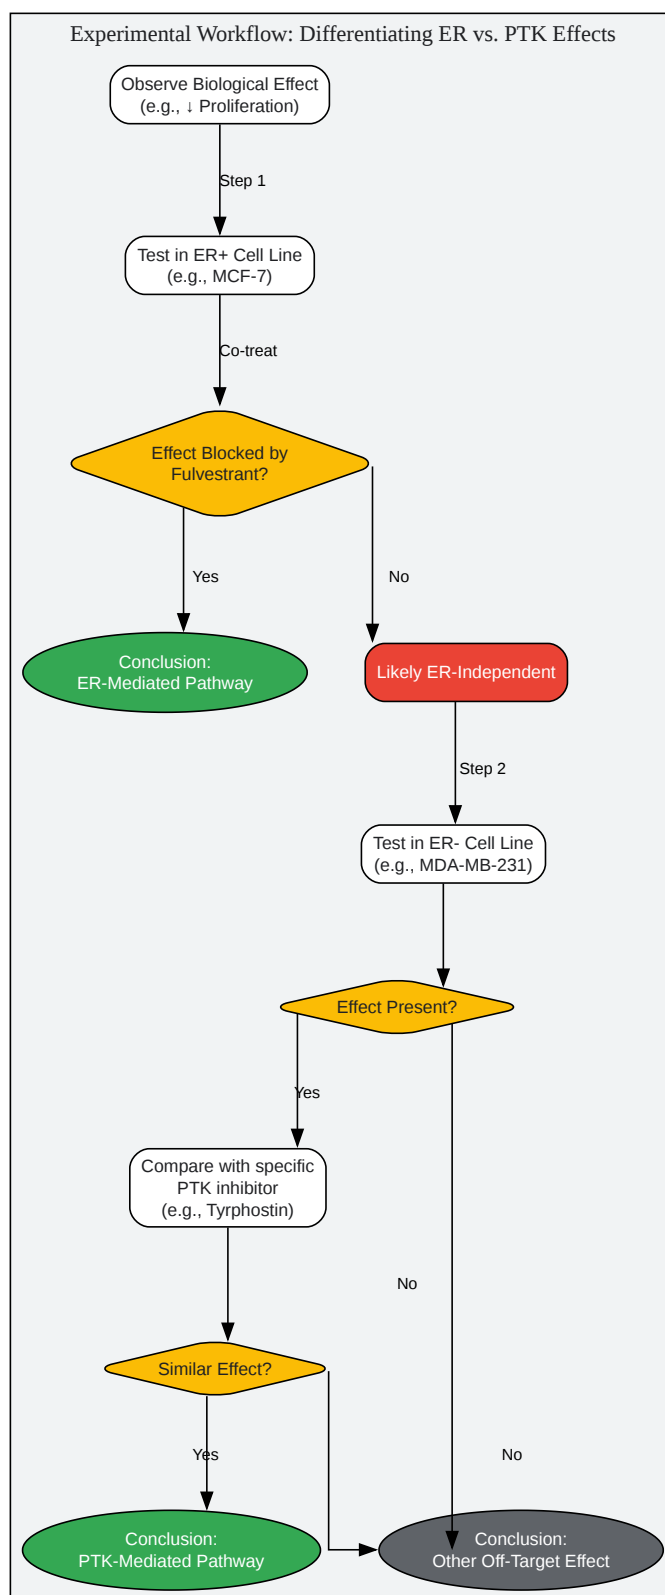 Experimental Workflow: Differentiating ER vs. PTK Effects
Observe Biological Effect
(e.g., ↓ Proliferation)
Step 1
Test in ER+ Cell Line
(e.g., MCF-7)
Co-treat
Effect Blocked by
Fulvestrant?
Yes
No
Conclusion:
ER-Mediated Pathway
Likely ER-Independent
Step 2
Test in ER- Cell Line
(e.g., MDA-MB-231)
Effect Present?
Yes
Compare with specific
PTK inhibitor
(e.g., Tyrphostin)
No
Similar Effect?
Yes
No
Conclusion:
PTK-Mediated Pathway
Conclusion:
Other Off-Target Effect